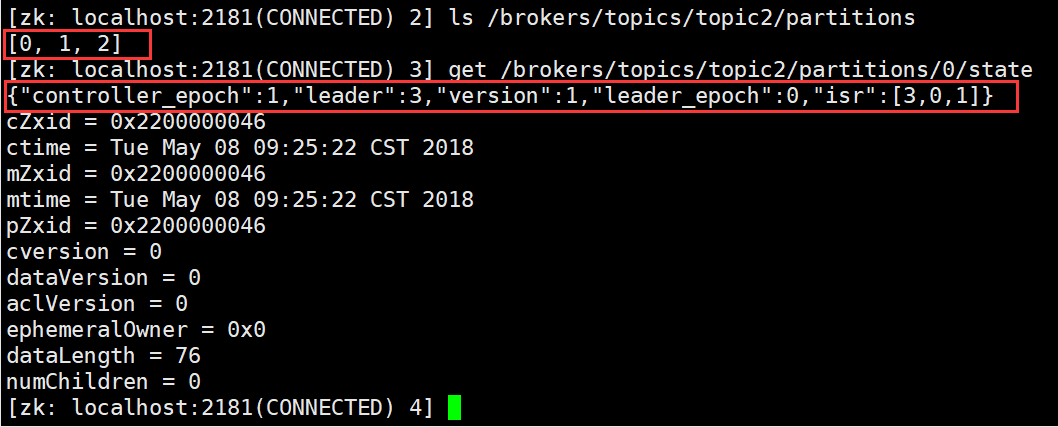 [zk: localhost:2181(CONNECTED) 2] ls /brokers/topics/topic2/partitions
[0, 1, 2]
[zk: localhost:2181(CONNECTED) 3] get /brokers/topics/topic2/partitions/0/state
{"controller_epoch":1,"leader":3,"version":1,"leader_epoch":0,"isr":[3,0,1]}
cZxid = 0x2200000046
ctime = Tue May 08 09:25:22 CST 2018
mZxid = 0x2200000046
mtime = Tue May 08 09:25:22 CST 2018
pZxid = 0x2200000046
cversion = 0
dataVersion = 0
aclVersion = 0
ephemeralOwner = 0x0
dataLength = 76
numChildren = 0
[zk: localhost:2181(CONNECTED) 4]